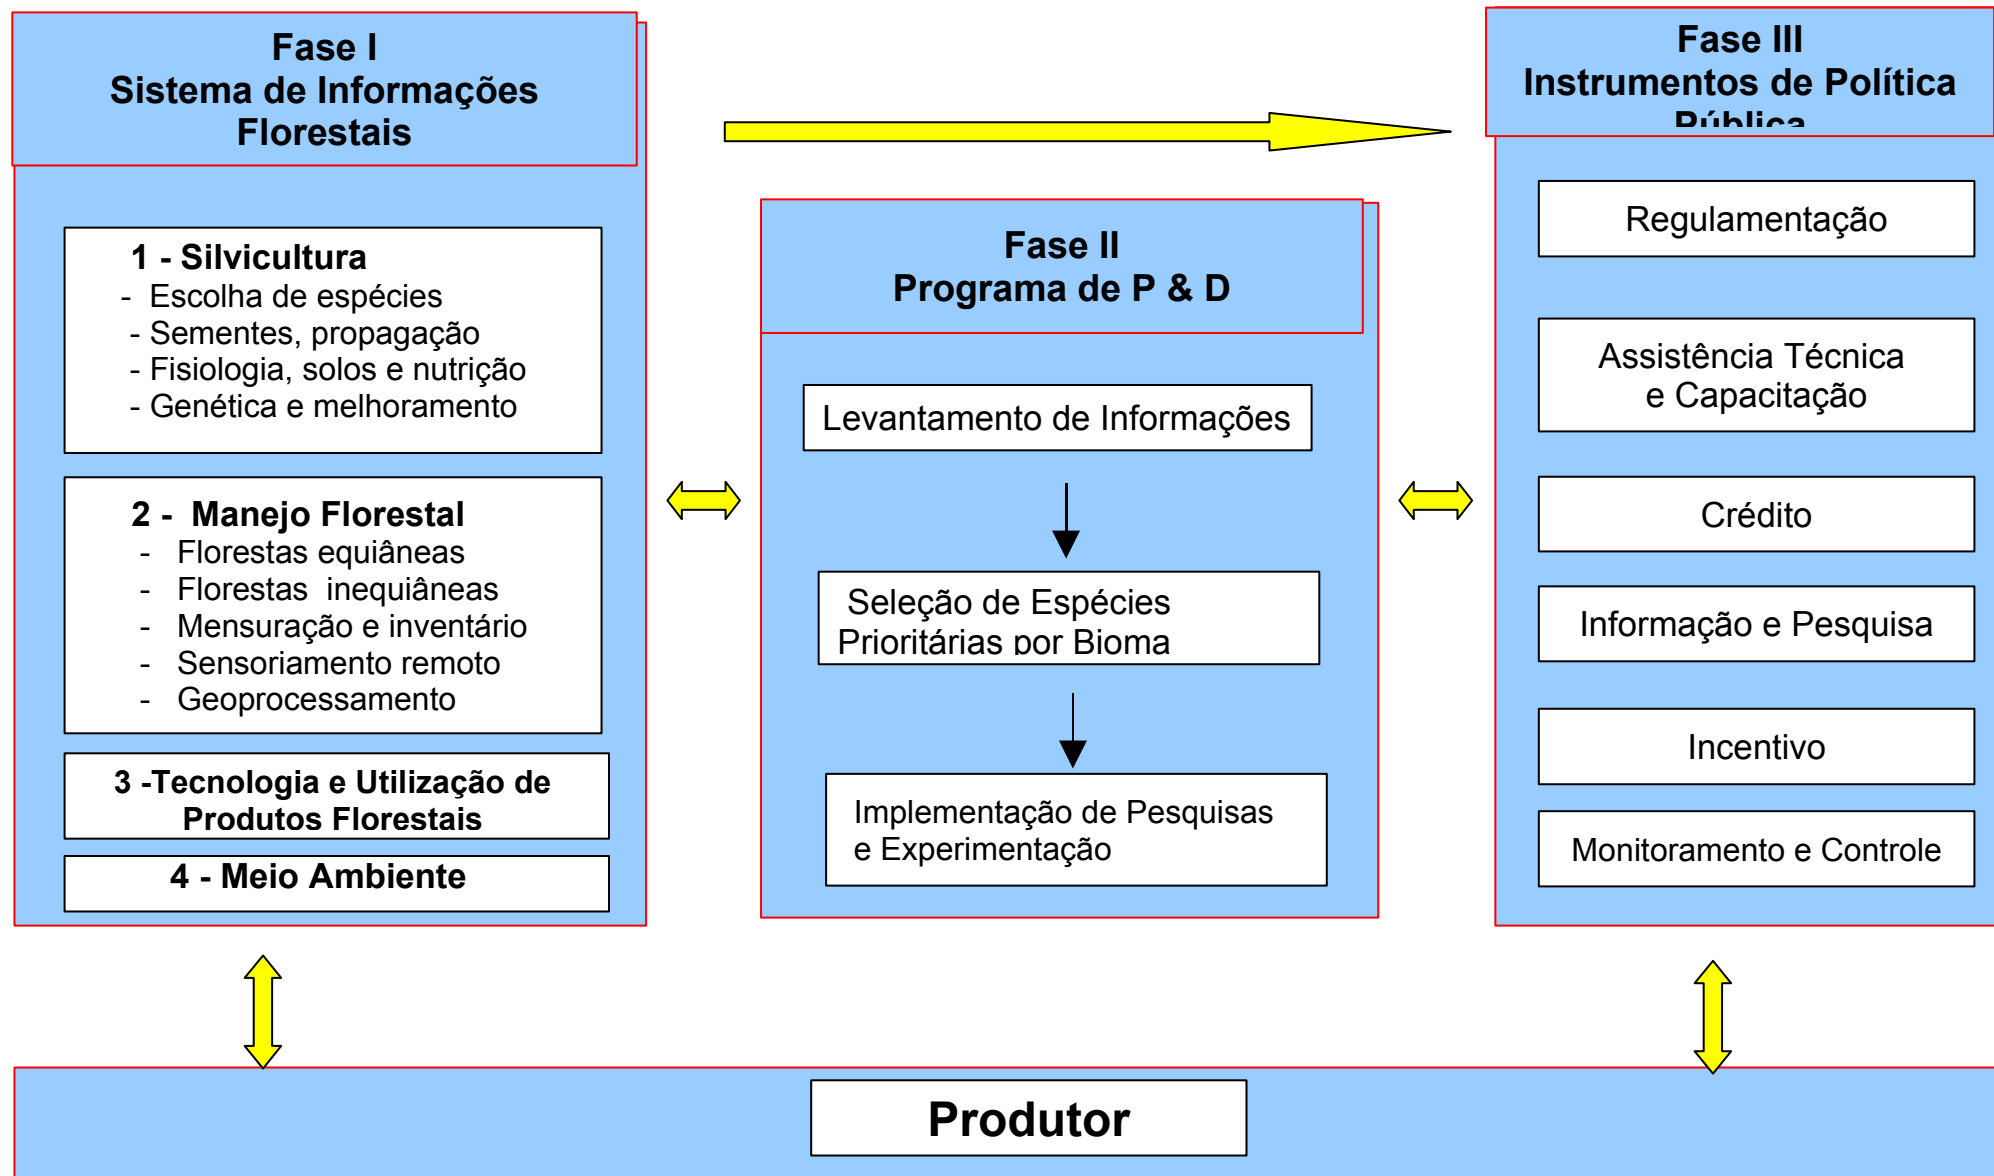 Fase I
Sistema de Informações
Florestais
1 - Silvicultura
- Escolha de espécies
- Sementes, propagação
- Fisiologia, solos e nutrição
- Genética e melhoramento
2 - Manejo Florestal
- Florestas equiâneas
- Florestas inequiâneas
- Mensuração e inventário
- Sensoriamento remoto
- Geoprocessamento
3 -Tecnologia e Utilização de
Produtos Florestais
4 - Meio Ambiente
Fase II
Programa de P & D
Levantamento de Informações
Seleção de Espécies
Prioritárias por Bioma
Implementação de Pesquisas
e Experimentação
Fase III
Instrumentos de Política
Pública
Regulamentação
Assistência Técnica
e Capacitação
Crédito
Informação e Pesquisa
Incentivo
Monitoramento e Controle
Produtor